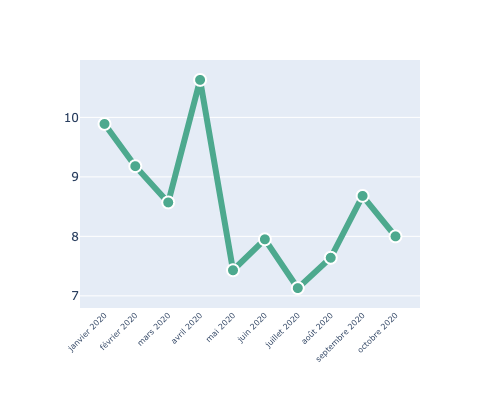 10
9
8
7
janvier 2020
février 2020
mars 2020
avril 2020
mai 2020
juin 2020
juillet 2020
août 2020
septembre 2020
octobre 2020